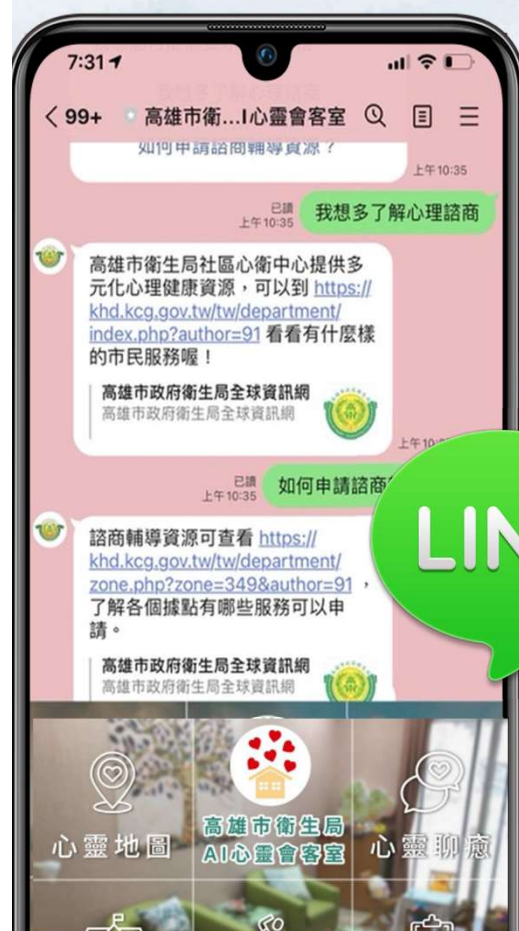 7:31
99+ 高雄市衛...I心靈會客室
如何申請諮商輔導資源？
上午10:35
已讀
上午10:35
我想多了解心理諮商
高雄市衛生局社區心衛中心提供多
元化心理健康資源，可以到 https://
khd.kcg.gov.tw/tw/department/
index.php?author=91 看看有什麼樣
的市民服務喔！
高雄市政府衛生局全球資訊網
高雄市政府衛生局全球資訊網
上午10:
已讀
上午10:35
如何申請諮商
諮商輔導資源可查看 https://
khd.kcg.gov.tw/tw/department/
zone.php?zone=349&author=91，
了解各個據點有哪些服務可以申
請。
高雄市政府衛生局全球資訊網
高雄市政府衛生局全球資訊網
LIN
心靈地圖
高雄市衛生局
AI心靈會客室
心靈聊癒